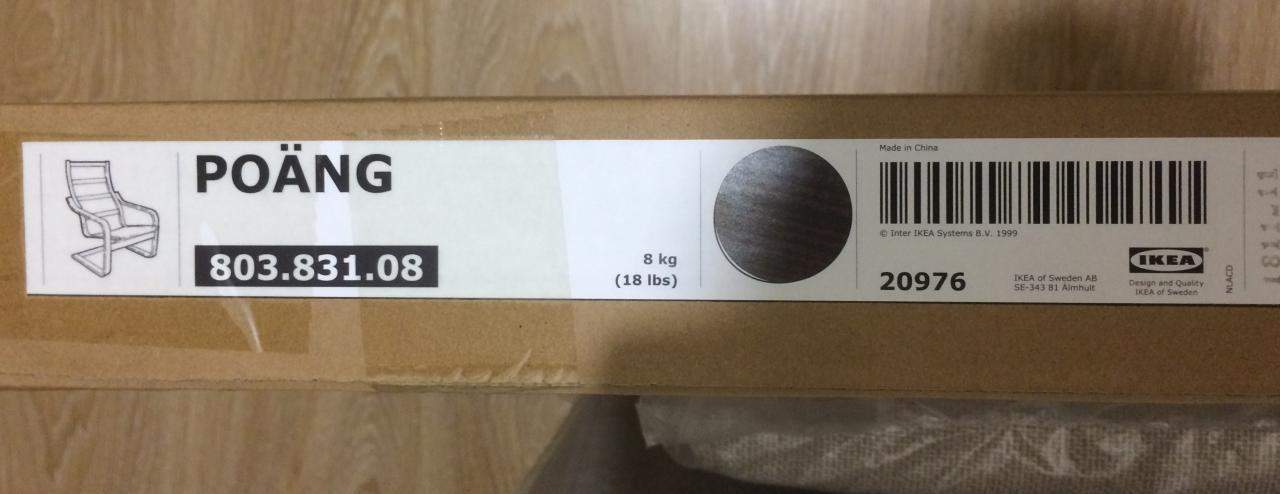 POÄNG
803.831.08
8 kg
(18 lbs)
Made in China
© Inter IKEA Systems B.V. 1999
20976
IKEA of Sweden AB
SE-343 81 Älmhult
IKEA®
Design and Quality
IKEA of Sweden
NLACD